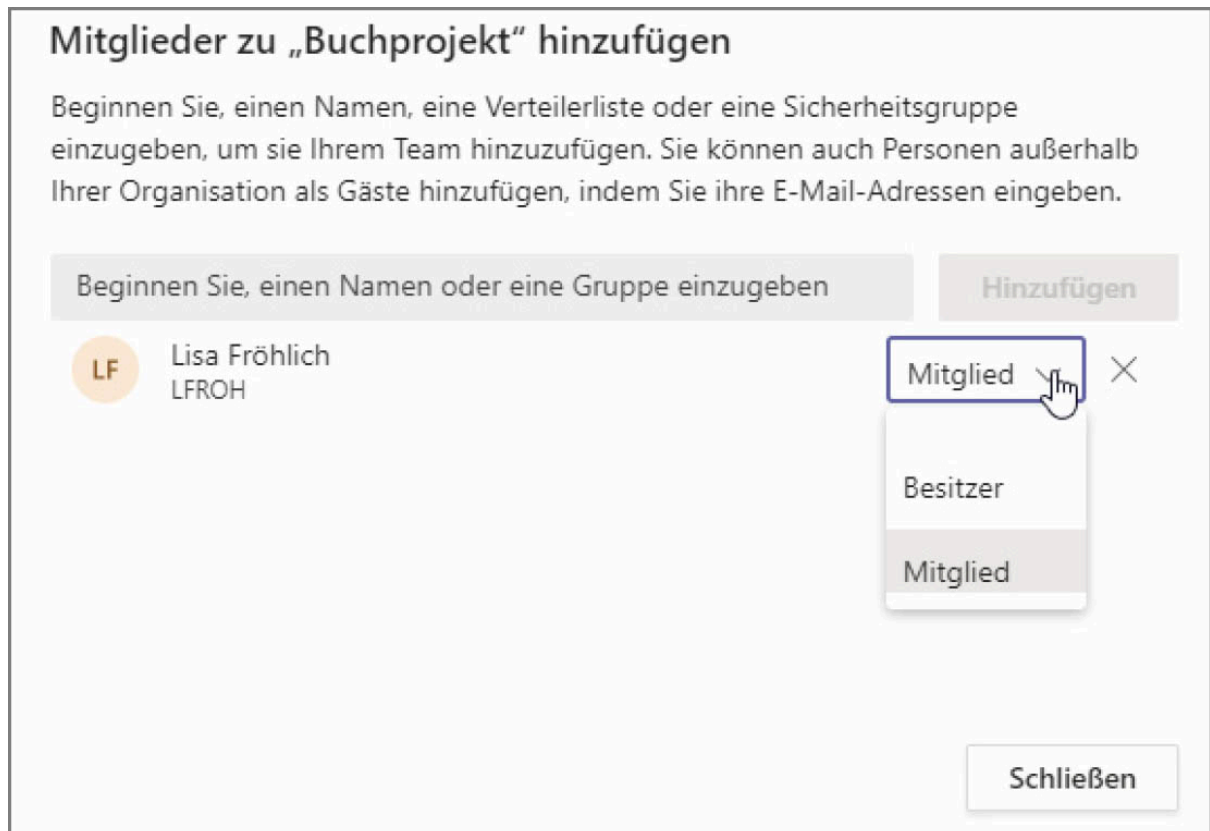 Mitglieder zu „Buchprojekt“ hinzufügen
Beginnen Sie, einen Namen, eine Verteilerliste oder eine Sicherheitsgruppe
einzugeben, um sie Ihrem Team hinzuzufügen. Sie können auch Personen außerhalb
Ihrer Organisation als Gäste hinzufügen, indem Sie ihre E-Mail-Adressen eingeben.
Beginnen Sie, einen Namen oder eine Gruppe einzugeben
Hinzufügen
LF
Lisa Fröhlich
LFROH
Mitglied
Besitzer
Mitglied
Schließen